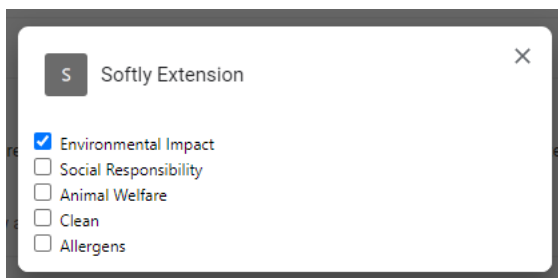 S Softly Extension
Environmental Impact
Social Responsibility
Animal Welfare
Clean
Allergens